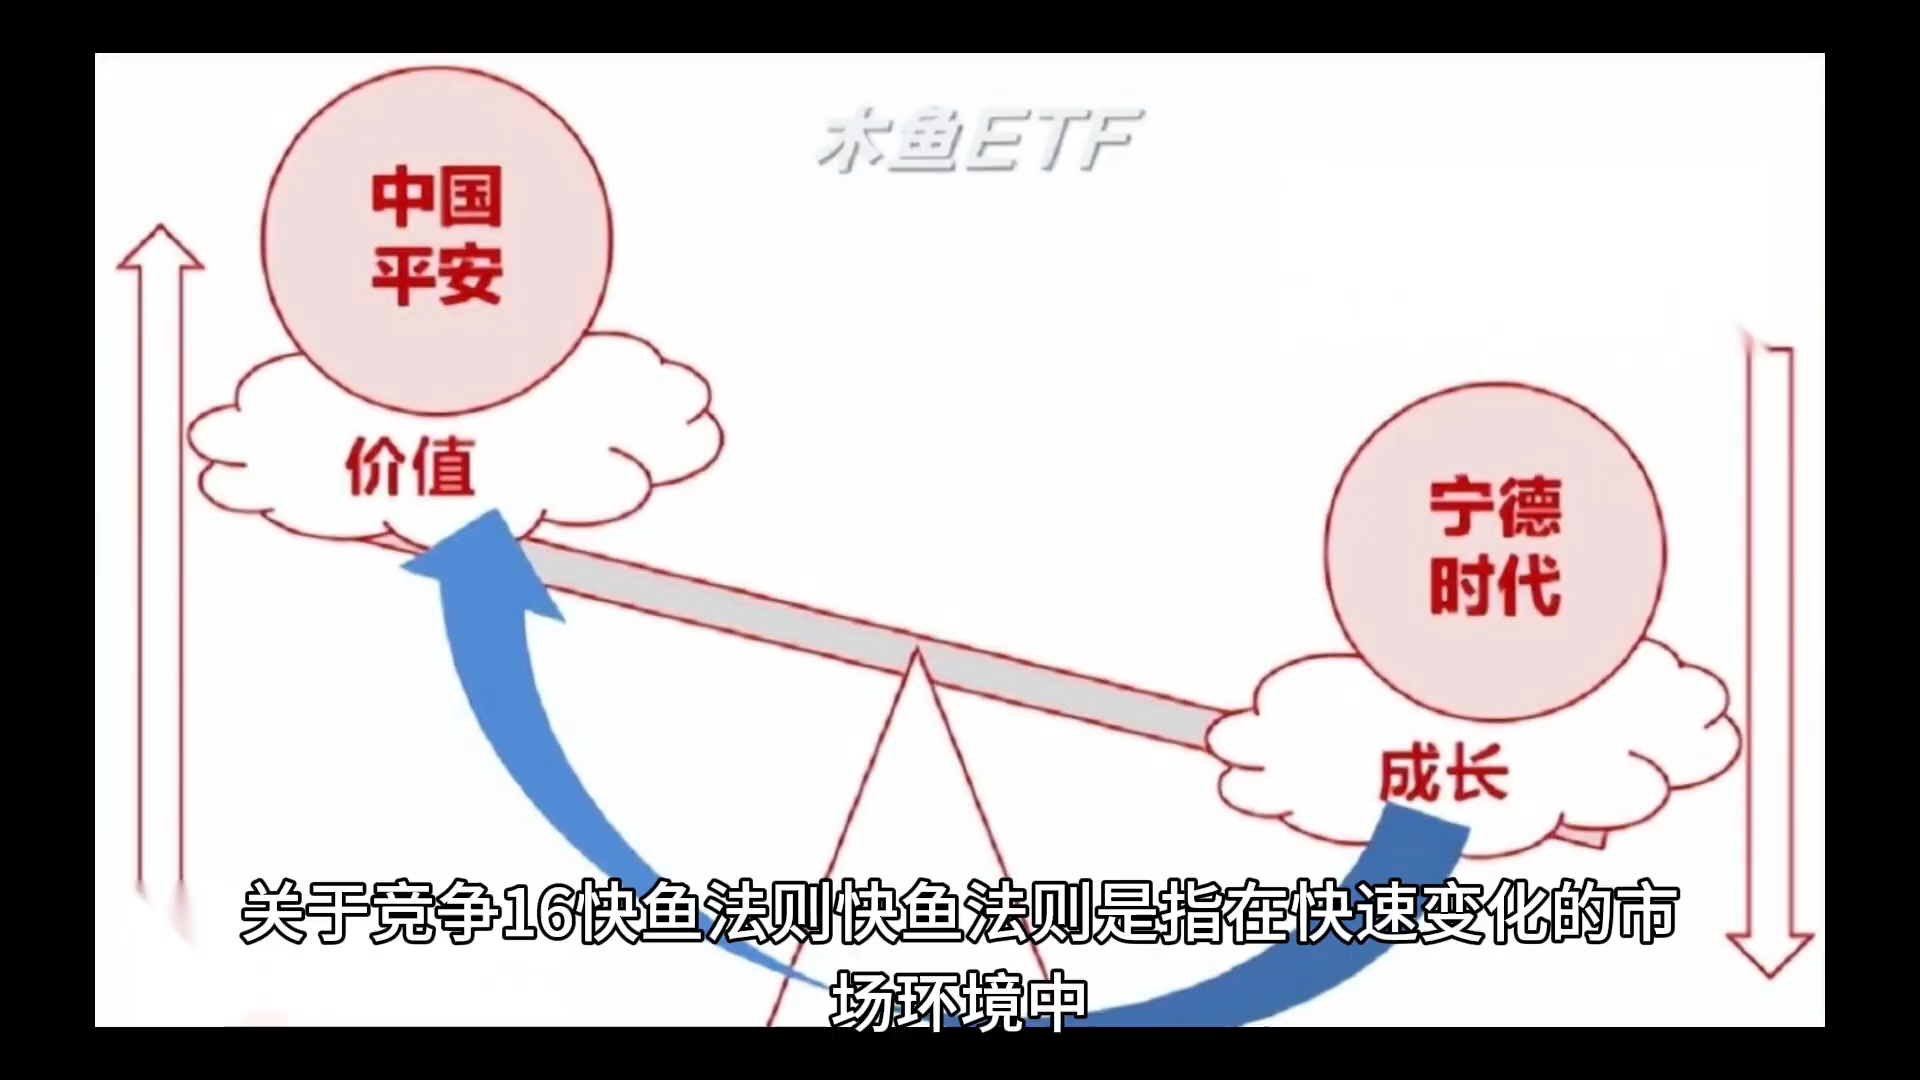 木鱼ETF
中国
平安
价值
宁德
时代
成长
关于竞争16快鱼法则快鱼法则是指在快速变化的市
场环境中